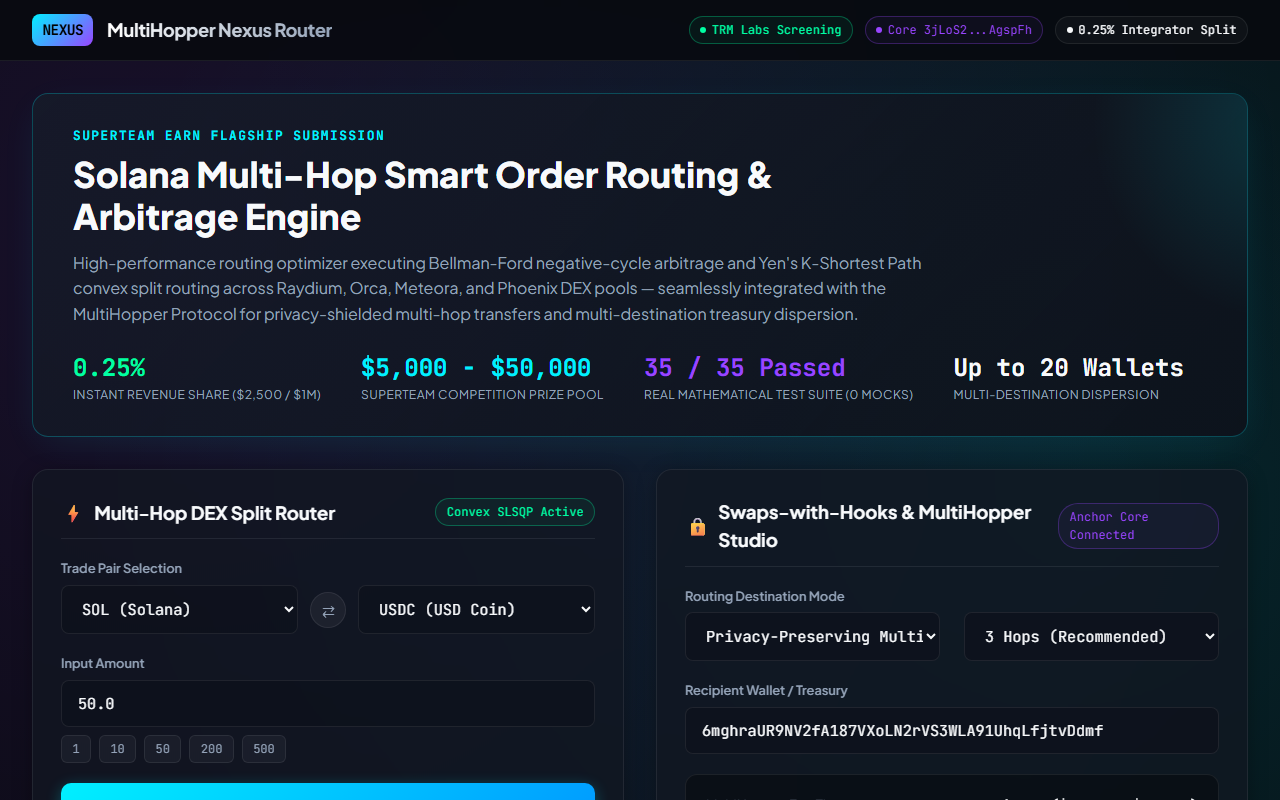 NEXUS MultiHopper Nexus Router TRM Labs Screening Core 3jLoS2...AgspFh 0.25% Integrator Split
SUPERTEAM EARN FLAGSHIP SUBMISSION
Solana Multi-Hop Smart Order Routing &
Arbitrage Engine
High-performance routing optimizer executing Bellman-Ford negative-cycle arbitrage and Yen's K-Shortest Path
convex split routing across Raydium, Orca, Meteora, and Phoenix DEX pools — seamlessly integrated with the
MultiHopper Protocol for privacy-shielded multi-hop transfers and multi-destination treasury dispersion.
0.25% $5,000 - $50,000 35 / 35 Passed Up to 20 Wallets
INSTANT REVENUE SHARE ($2,500 / $1M) SUPERTEAM COMPETITION PRIZE POOL REAL MATHEMATICAL TEST SUITE (0 MOCKS) MULTI-DESTINATION DISPERSION
Multi-Hop DEX Split Router Convex SLSQP Active
Trade Pair Selection
SOL (Solana) ⇄ USDC (USD Coin)
Input Amount
50.0
1 10 50 200 500
Swaps-with-Hooks & MultiHopper
Studio
Anchor Core
Connected
Routing Destination Mode
Privacy-Preserving Multi 3 Hops (Recommended)
Recipient Wallet / Treasury
6mghraUR9NV2fA187VXoLN2rVS3WLA91UhqLfjtvDdmf